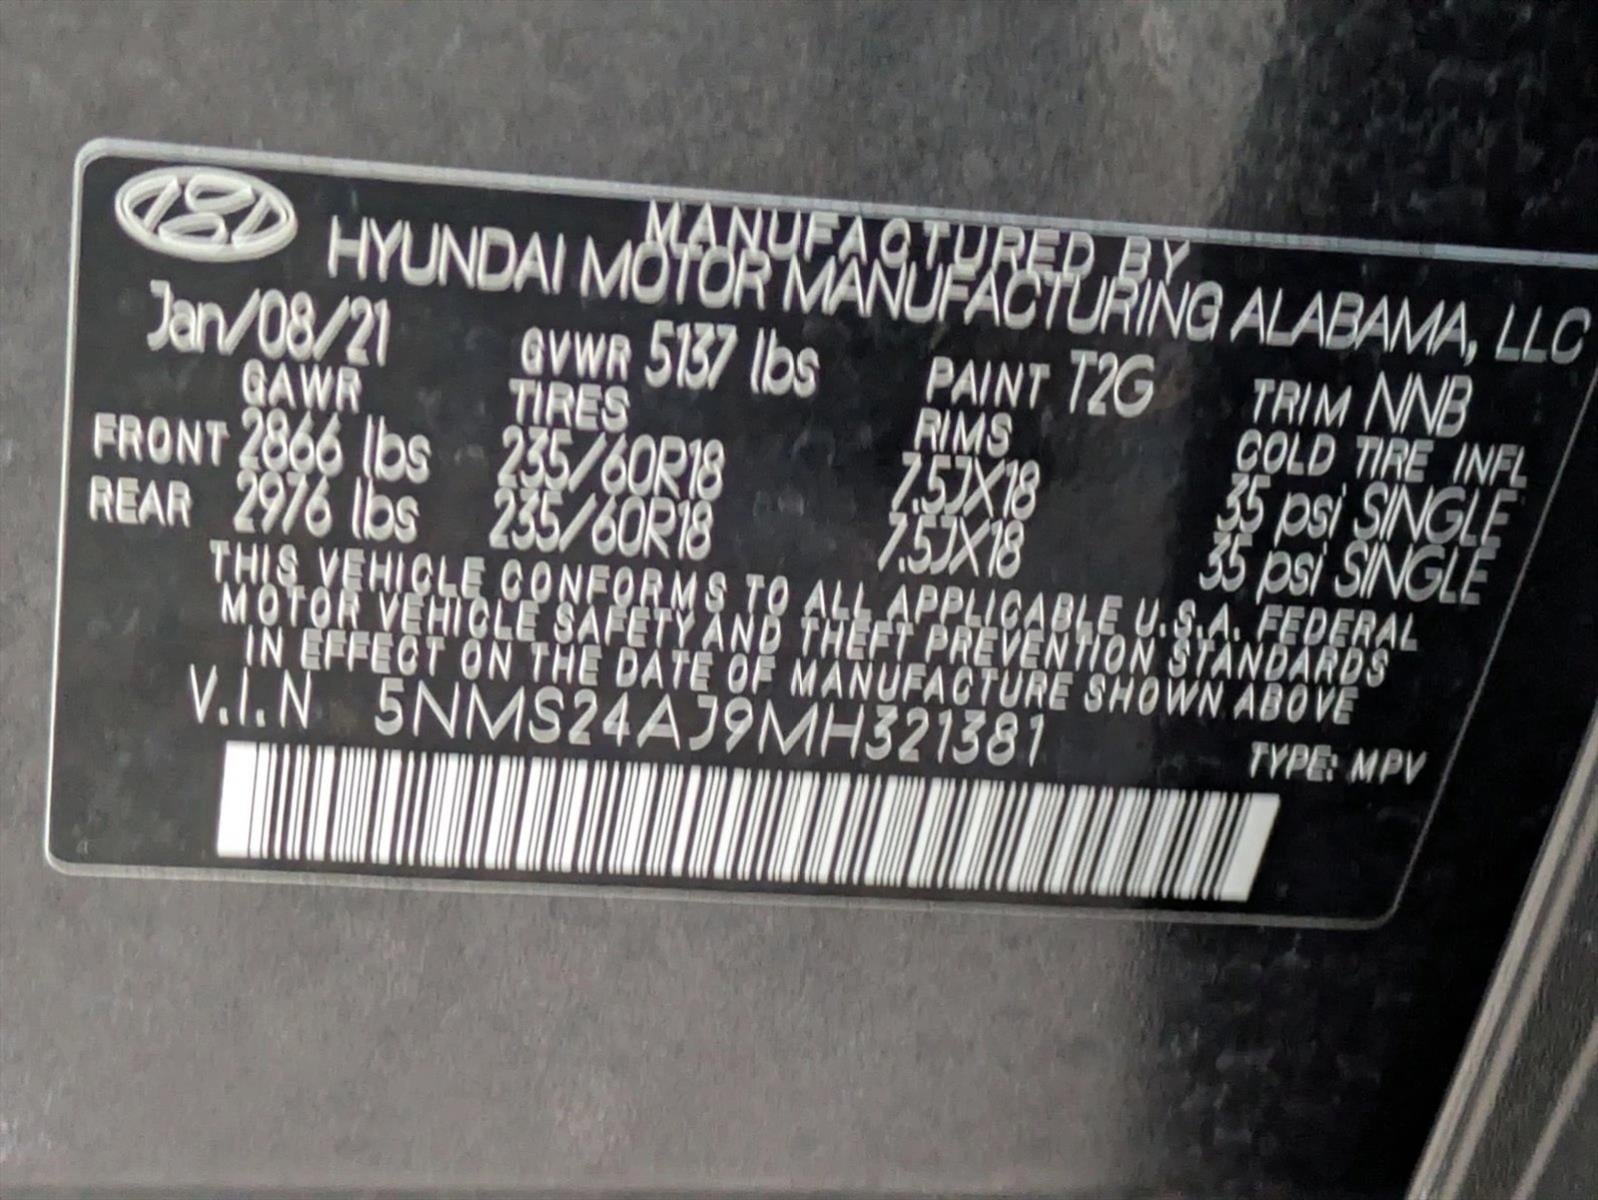 MANUFACTURED BY
HYUNDAI MOTOR MANUFACTURING ALABAMA, LLC
Jan/08/21 GVWR 5137 lbs PAINT T2G TRIM NNB
GAWR TIRES RIMS COLD TIRE INFL
FRONT 2866 lbs 235/60R18 7.5JX18 35 psi SINGLE
REAR 2976 lbs 235/60R18 7.5JX18 35 psi SINGLE
THIS VEHICLE CONFORMS TO ALL APPLICABLE U.S.A. FEDERAL
MOTOR VEHICLE SAFETY AND THEFT PREVENTION STANDARDS
IN EFFECT ON THE DATE OF MANUFACTURE SHOWN ABOVE
V.I.N 5NMS24AJ9MH321381
TYPE: MPV